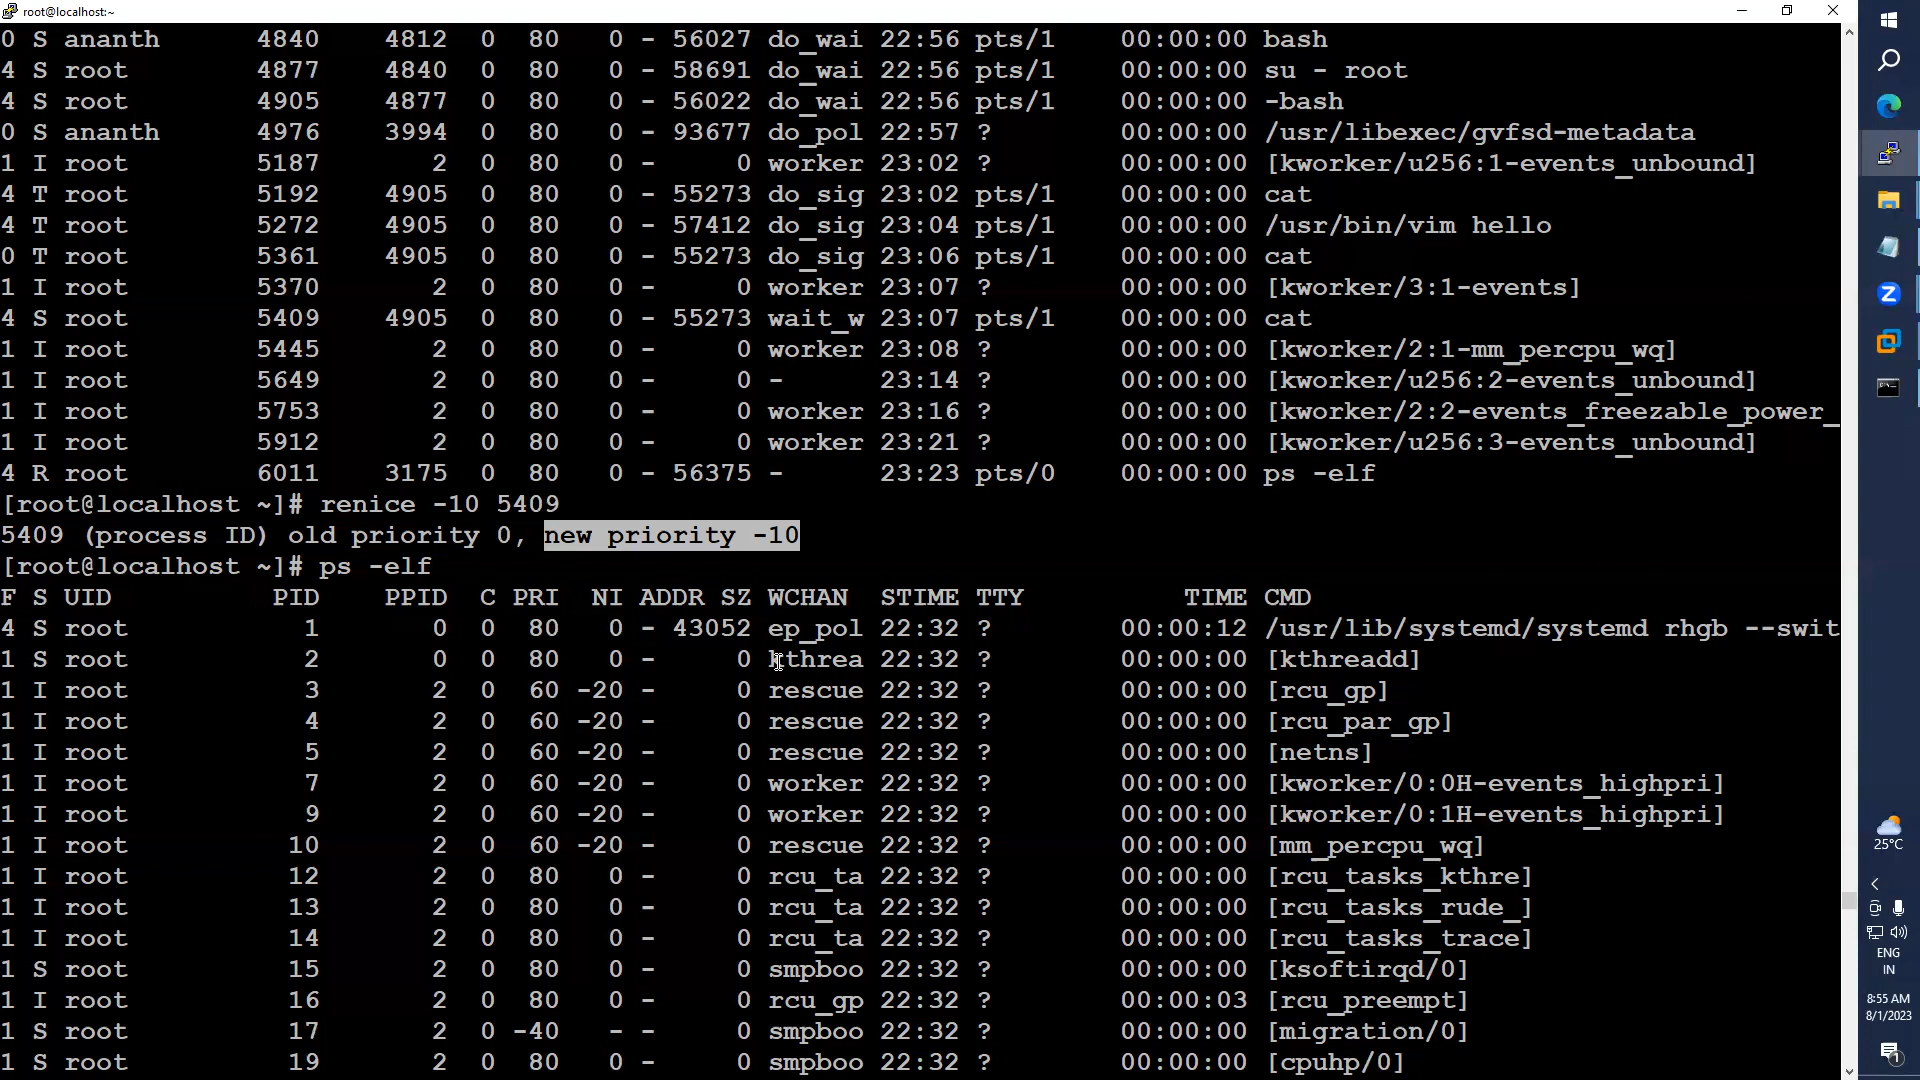 root@localhost:~
0 S ananth 4840 4812 0 80 0 - 56027 do_wai 22:56 pts/1 00:00:00 bash
4 S root 4877 4840 0 80 0 - 58691 do_wai 22:56 pts/1 00:00:00 su - root
4 S root 4905 4877 0 80 0 - 56022 do_wai 22:56 pts/1 00:00:00 -bash
0 S ananth 4976 3994 0 80 0 - 93677 do_pol 22:57 ? 00:00:00 /usr/libexec/gvfsd-metadata
1 I root 5187 2 0 80 0 - 0 worker 23:02 ? 00:00:00 [kworker/u256:1-events_unbound]
4 T root 5192 4905 0 80 0 - 55273 do_sig 23:02 pts/1 00:00:00 cat
4 T root 5272 4905 0 80 0 - 57412 do_sig 23:04 pts/1 00:00:00 /usr/bin/vim hello
0 T root 5361 4905 0 80 0 - 55273 do_sig 23:06 pts/1 00:00:00 cat
1 I root 5370 2 0 80 0 - 0 worker 23:07 ? 00:00:00 [kworker/3:1-events]
4 S root 5409 4905 0 80 0 - 55273 wait_w 23:07 pts/1 00:00:00 cat
1 I root 5445 2 0 80 0 - 0 worker 23:08 ? 00:00:00 [kworker/2:1-mm_percpu_wq]
1 I root 5649 2 0 80 0 - 0 - 23:14 ? 00:00:00 [kworker/u256:2-events_unbound]
1 I root 5753 2 0 80 0 - 0 worker 23:16 ? 00:00:00 [kworker/2:2-events_freezable_power_
1 I root 5912 2 0 80 0 - 0 worker 23:21 ? 00:00:00 [kworker/u256:3-events_unbound]
4 R root 6011 3175 0 80 0 - 56375 - 23:23 pts/0 00:00:00 ps -elf
[root@localhost ~]# renice -10 5409
5409 (process ID) old priority 0, new priority -10
[root@localhost ~]# ps -elf
F S UID PID PPID C PRI NI ADDR SZ WCHAN STIME TTY TIME CMD
4 S root 1 0 0 80 0 - 43052 ep_pol 22:32 ? 00:00:12 /usr/lib/systemd/systemd rhgb --swit
1 S root 2 0 0 80 0 - 0 kthrea 22:32 ? 00:00:00 [kthreadd]
1 I root 3 2 0 60 -20 - 0 rescue 22:32 ? 00:00:00 [rcu_gp]
1 I root 4 2 0 60 -20 - 0 rescue 22:32 ? 00:00:00 [rcu_par_gp]
1 I root 5 2 0 60 -20 - 0 rescue 22:32 ? 00:00:00 [netns]
1 I root 7 2 0 60 -20 - 0 worker 22:32 ? 00:00:00 [kworker/0:0H-events_highpri]
1 I root 9 2 0 60 -20 - 0 worker 22:32 ? 00:00:00 [kworker/0:1H-events_highpri]
1 I root 10 2 0 60 -20 - 0 rescue 22:32 ? 00:00:00 [mm_percpu_wq]
1 I root 12 2 0 80 0 - 0 rcu_ta 22:32 ? 00:00:00 [rcu_tasks_kthre]
1 I root 13 2 0 80 0 - 0 rcu_ta 22:32 ? 00:00:00 [rcu_tasks_rude_]
1 I root 14 2 0 80 0 - 0 rcu_ta 22:32 ? 00:00:00 [rcu_tasks_trace]
1 S root 15 2 0 80 0 - 0 smpboo 22:32 ? 00:00:00 [ksoftirqd/0]
1 I root 16 2 0 80 0 - 0 rcu_gp 22:32 ? 00:00:03 [rcu_preempt]
1 S root 17 2 0 -40 - - 0 smpboo 22:32 ? 00:00:00 [migration/0]
1 S root 19 2 0 80 0 - 0 smpboo 22:32 ? 00:00:00 [cpuhp/0]
Z
25°C
ENG
IN
8:55 AM
8/1/2023
1